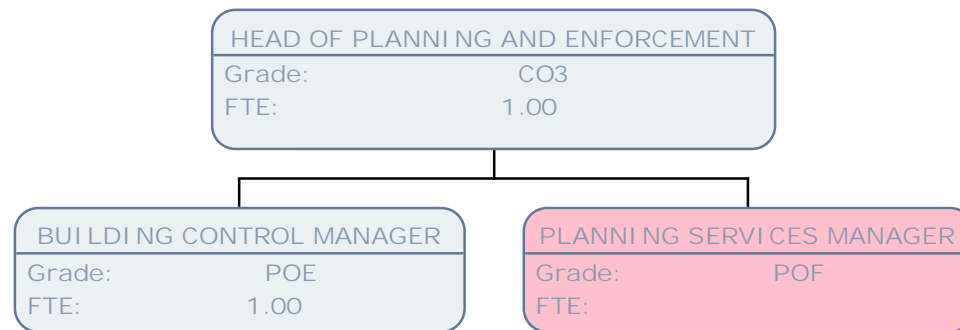 HEAD OF PLANNING AND ENFORCEMENT
Grade: CO3
FTE: 1.00
BUILDING CONTROL MANAGER
Grade: POE
FTE: 1.00
PLANNING SERVICES MANAGER
Grade: POF
FTE: